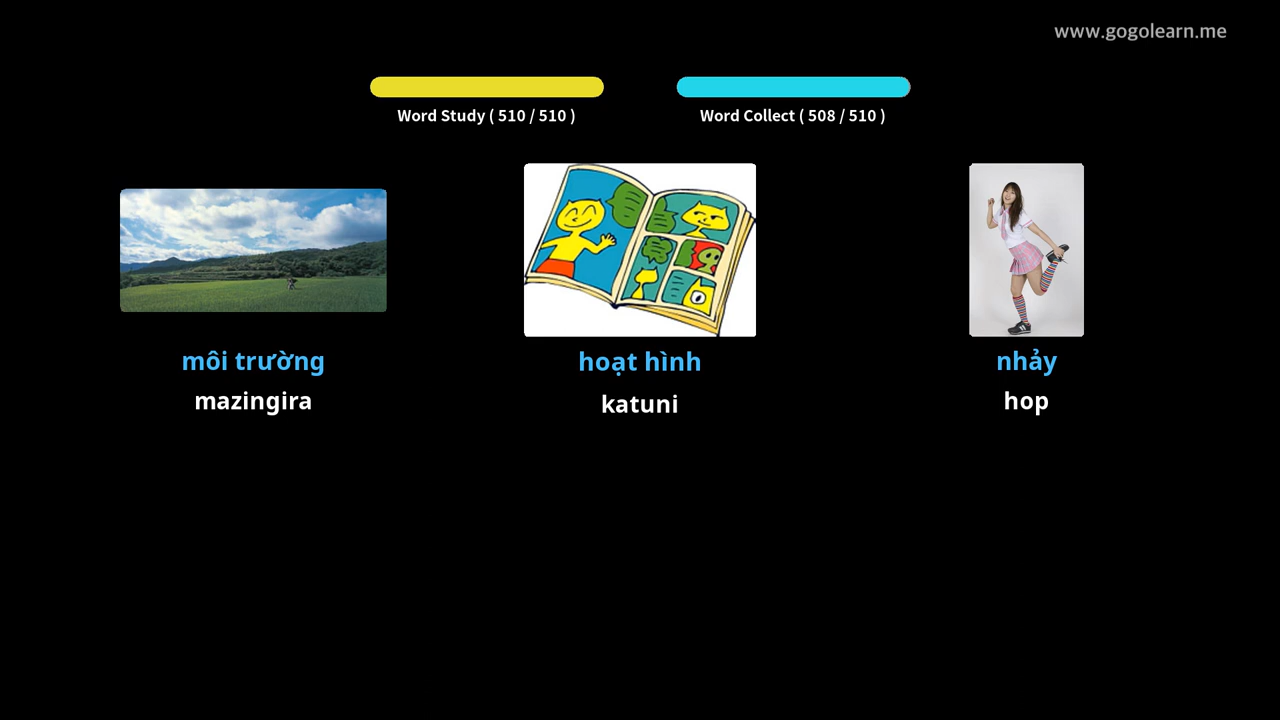 www.gogolearn.me
Word Study ( 510 / 510 )
Word Collect ( 508 / 510 )
môi trường
mazingira
hoạt hình
katuni
nhảy
hop